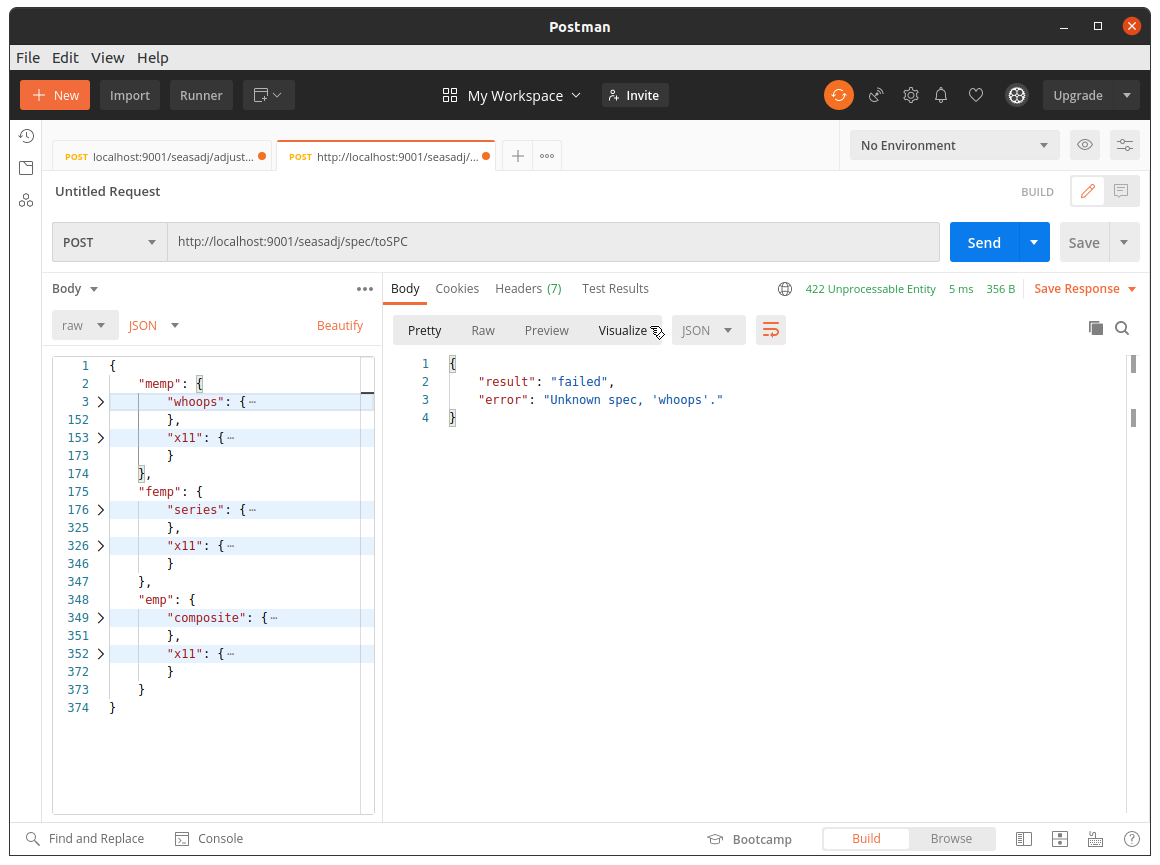 Postman
File Edit View Help
New Import Runner My Workspace Invite Upgrade
POST localhost:9001/seasadj/adjust... POST http://localhost:9001/seasadj/... No Environment
Untitled Request BUILD
POST http://localhost:9001/seasadj/spec/toSPC Send Save
Body Body Cookies Headers (7) Test Results 422 Unprocessable Entity 5 ms 356 B Save Response
raw JSON Beautify Pretty Raw Preview Visualize JSON
1 {
2 "memp": {
3 "whoops": {⋯
152 },
153 "x11": {⋯
173 }
174 },
175 "femp": {
176 "series": {⋯
325 },
326 "x11": {⋯
346 }
347 },
348 "emp": {
349 "composite": {⋯
351 },
352 "x11": {⋯
372 }
373 }
374 }
1 {
2 "result": "failed",
3 "error": "Unknown spec, 'whoops'."
4 }
Find and Replace Console Bootcamp Build Browse